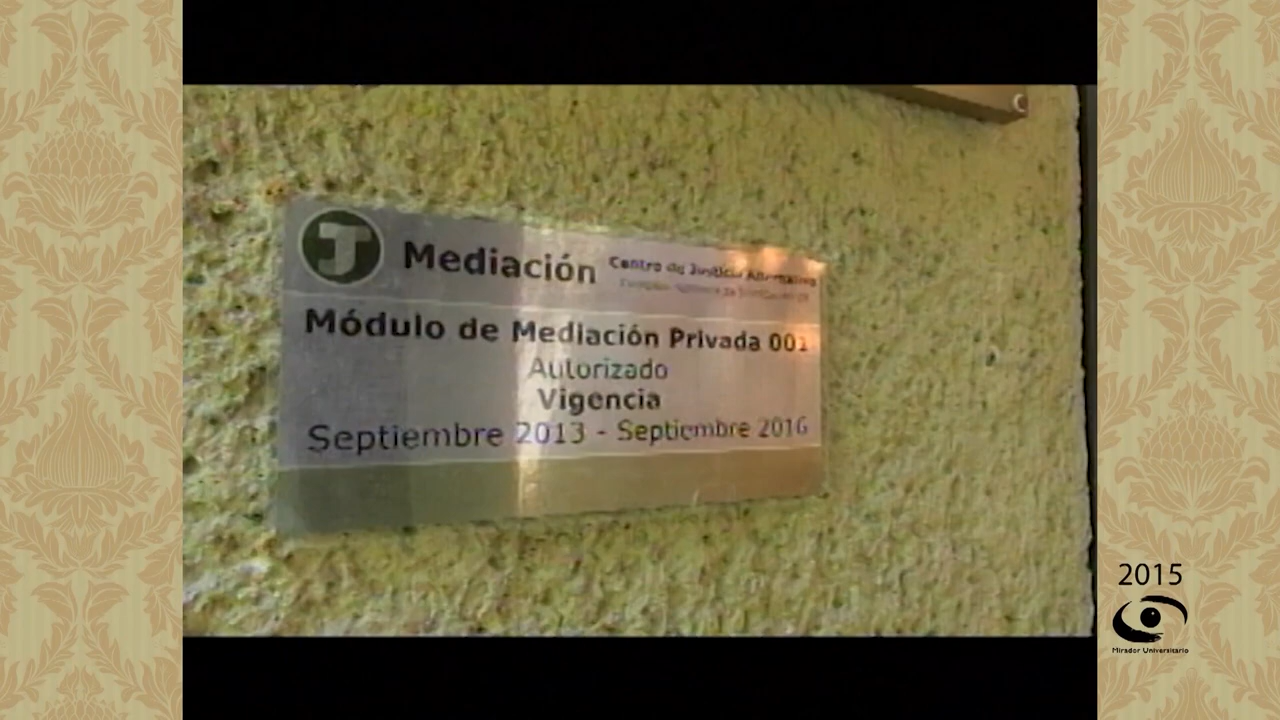 TJ
Mediación
Centro de Justicia Alternativa
Módulo de Mediación Privada 001
Autorizado
Vigencia
Septiembre 2013 - Septiembre 2016
2015
Mirador Universitario